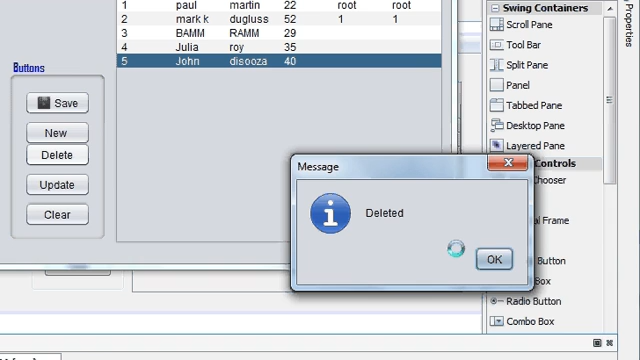 1 paul martin 22 root root
2 mark k dugluss 52 1 1
3 BAMM RAMM 29
4 Julia roy 35
5 John disooza 40
Buttons
Save
New
Delete
Update
Clear
Message
Deleted
OK
Swing Containers
Scroll Pane
Tool Bar
Split Pane
Panel
Tabbed Pane
Desktop Pane
Layered Pane
Controls
Chooser
Frame
Button
Box
Radio Button
Combo Box
Properties